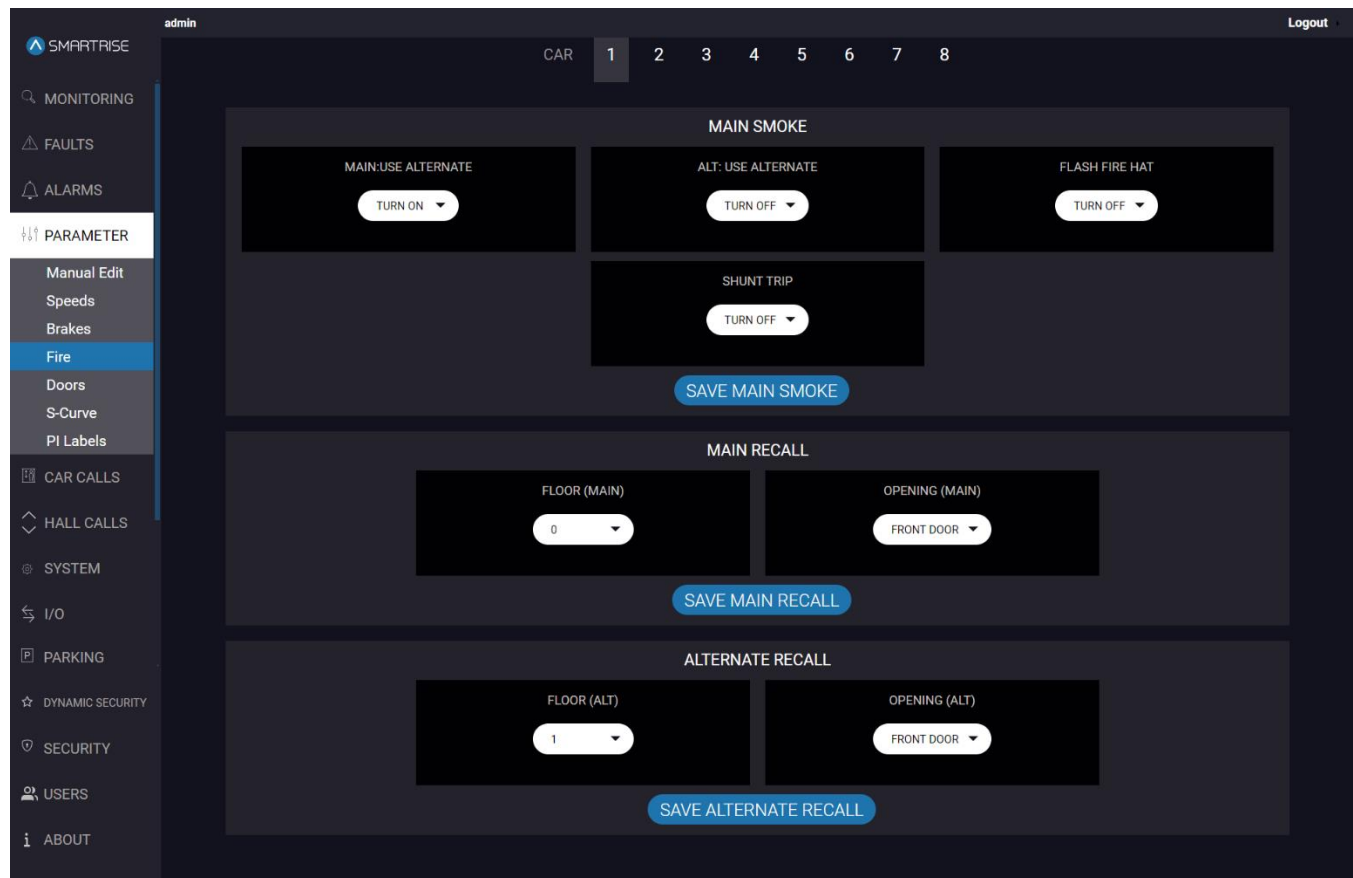 admin
Logout
SMARTRISE
CAR 1 2 3 4 5 6 7 8
MONITORING
FAULTS
ALARMS
PARAMETER
Manual Edit
Speeds
Brakes
Fire
Doors
S-Curve
PI Labels
CAR CALLS
HALL CALLS
SYSTEM
I/O
PARKING
DYNAMIC SECURITY
SECURITY
USERS
ABOUT
MAIN SMOKE
MAIN:USE ALTERNATE
TURN ON
ALT: USE ALTERNATE
TURN OFF
FLASH FIRE HAT
TURN OFF
SHUNT TRIP
TURN OFF
SAVE MAIN SMOKE
MAIN RECALL
FLOOR (MAIN)
0
OPENING (MAIN)
FRONT DOOR
SAVE MAIN RECALL
ALTERNATE RECALL
FLOOR (ALT)
1
OPENING (ALT)
FRONT DOOR
SAVE ALTERNATE RECALL